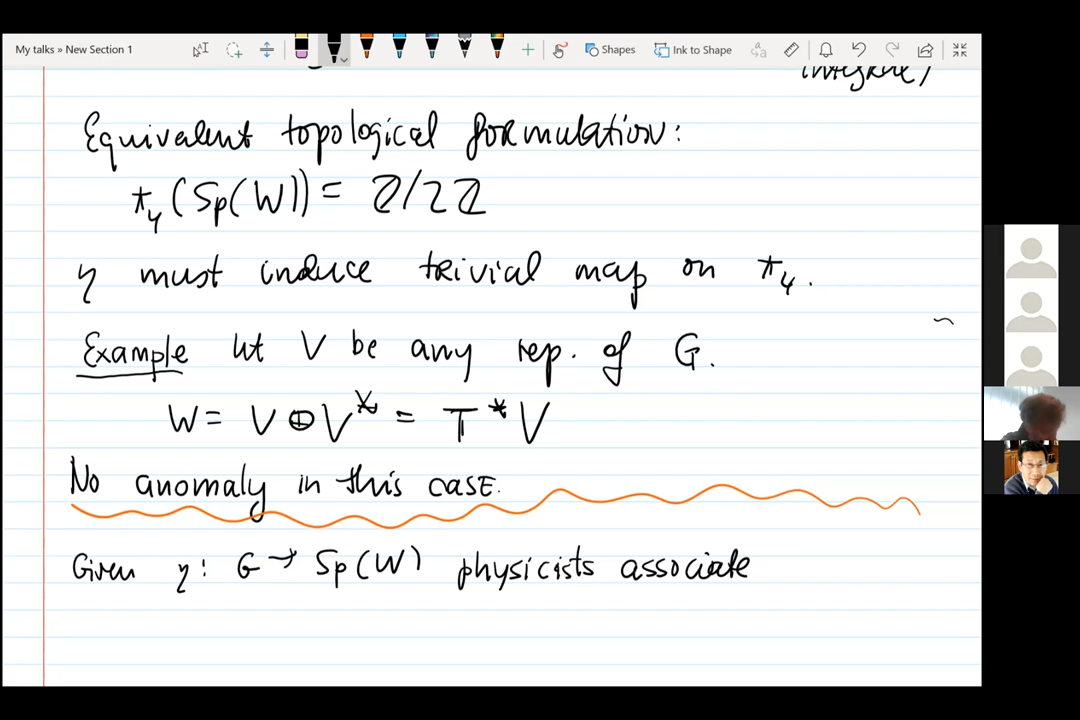 My talks » New Section 1
Shapes
Ink to Shape
integral)
Equivalent topological formulation:
π₄(Sp(W)) = ℤ/2ℤ
η must induce trivial map on π₄.
Example let V be any rep. of G.
W = V ⊕ V* = T*V
No anomaly in this case.
Given η: G → Sp(W) physicists associate